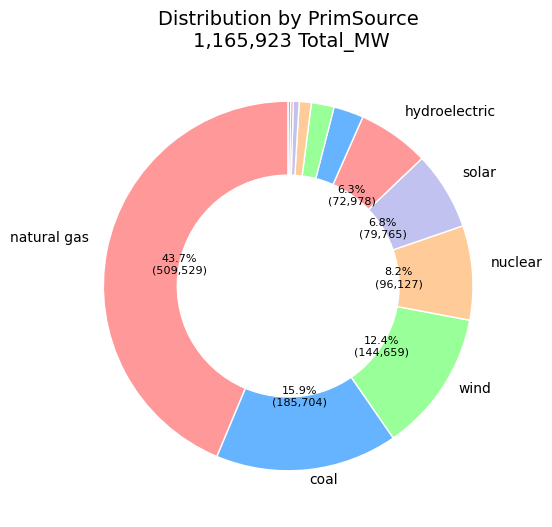 Distribution by PrimSource
1,165,923 Total_MW
hydroelectric
solar
nuclear
wind
coal
natural gas
6.3%
(72,978)
6.8%
(79,765)
8.2%
(96,127)
12.4%
(144,659)
15.9%
(185,704)
43.7%
(509,529)